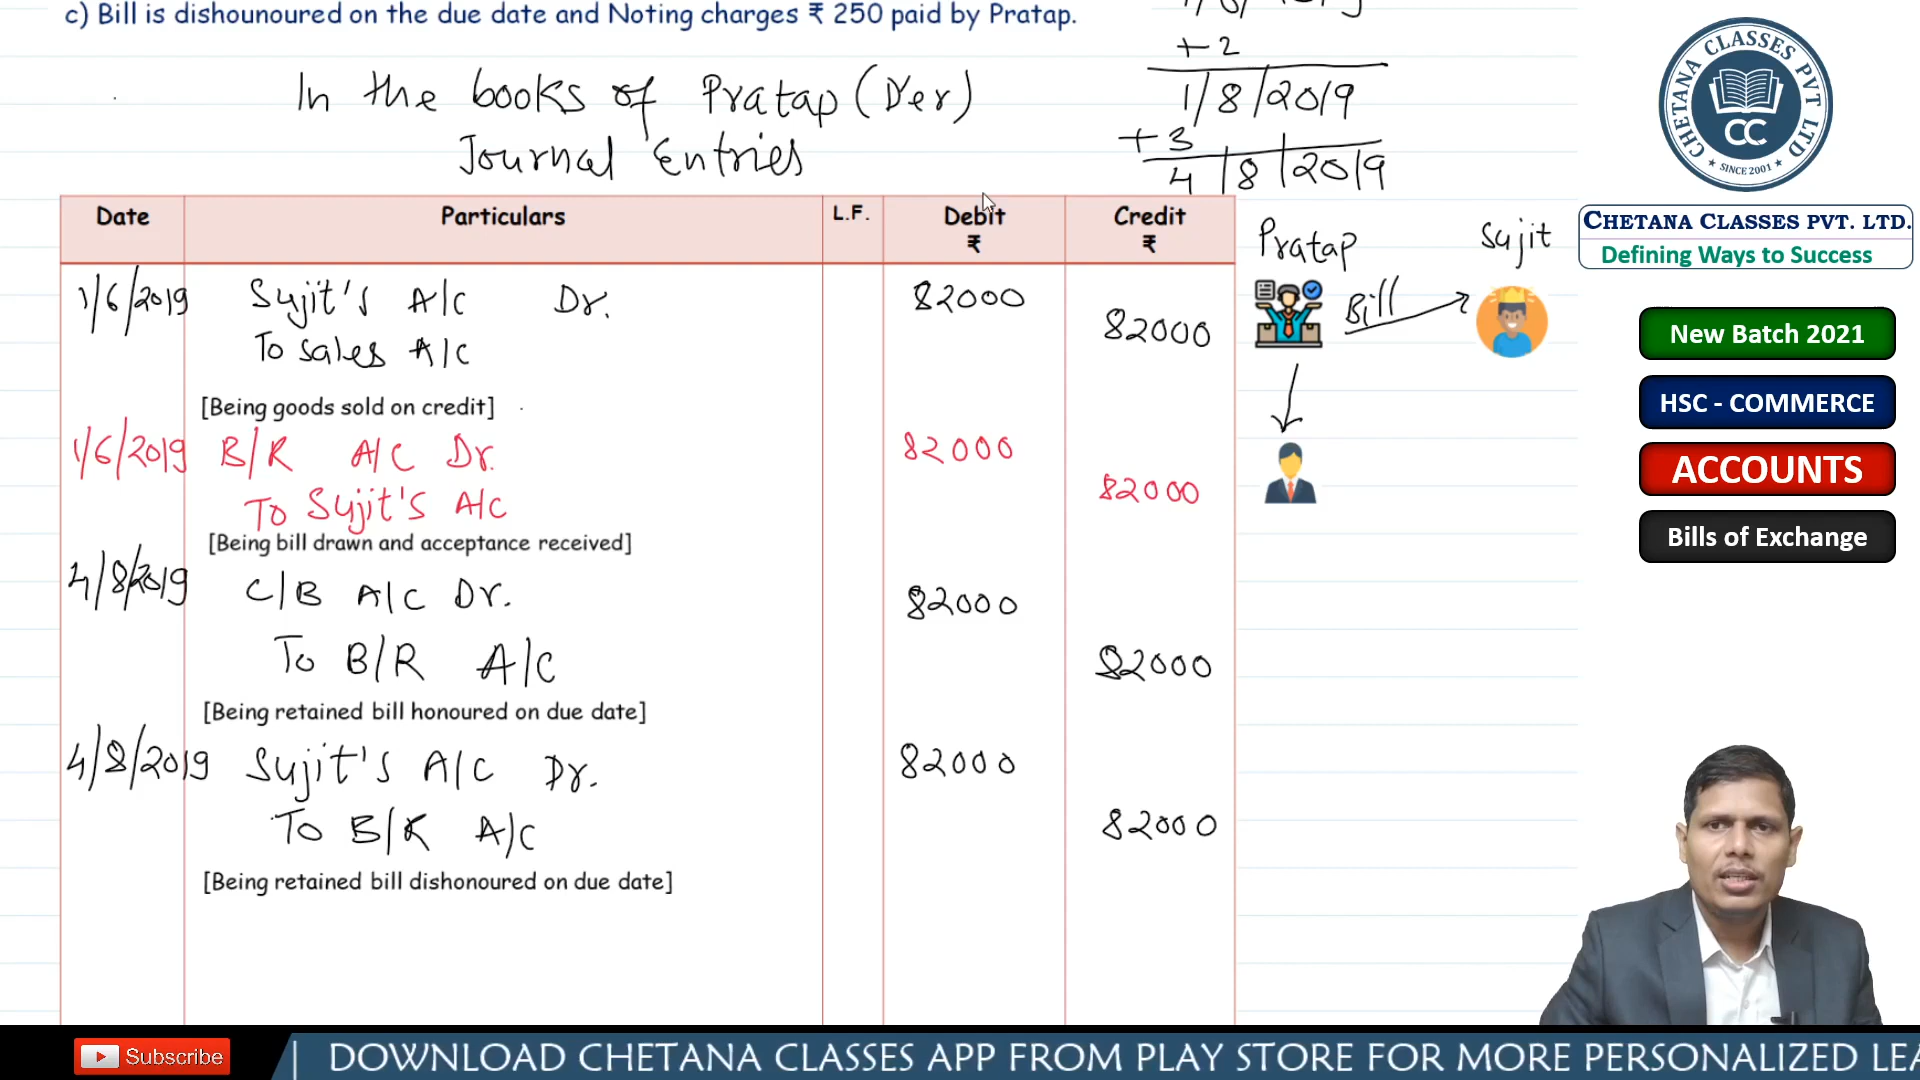 c) Bill is dishounoured on the due date and Noting charges ₹ 250 paid by Pratap.
+2
In the books of Pratap (D'er)
1/8/2019
+3
Journal Entries
4/8/2019
Date Particulars L.F. Debit ₹ Credit ₹
1/6/2019 Sujit's A/C Dr. 82000
To sales A/C 82000
[Being goods sold on credit]
1/6/2019 B/R A/C Dr. 82000
To Sujit's A/C 82000
[Being bill drawn and acceptance received]
4/8/2019 C/B A/C Dr. 82000
To B/R A/C 82000
[Being retained bill honoured on due date]
4/8/2019 Sujit's A/C Dr. 82000
To B/R A/C 82000
[Being retained bill dishonoured on due date]
Pratap Sujit
Bill
CHETANA CLASSES PVT LTD
CC
SINCE 2001
CHETANA CLASSES PVT. LTD.
Defining Ways to Success
New Batch 2021
HSC - COMMERCE
ACCOUNTS
Bills of Exchange
Subscribe
| DOWNLOAD CHETANA CLASSES APP FROM PLAY STORE FOR MORE PERSONALIZED LEA